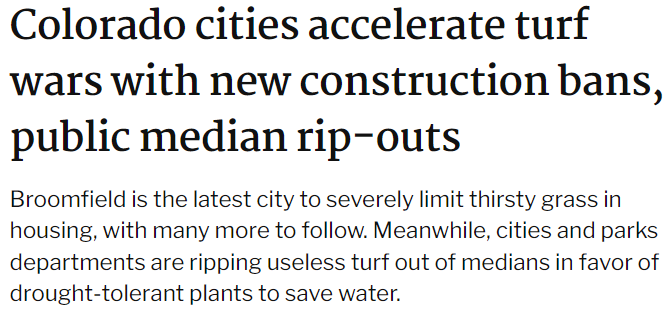 Colorado cities accelerate turf
wars with new construction bans,
public median rip-outs
Broomfield is the latest city to severely limit thirsty grass in
housing, with many more to follow. Meanwhile, cities and parks
departments are ripping useless turf out of medians in favor of
drought-tolerant plants to save water.